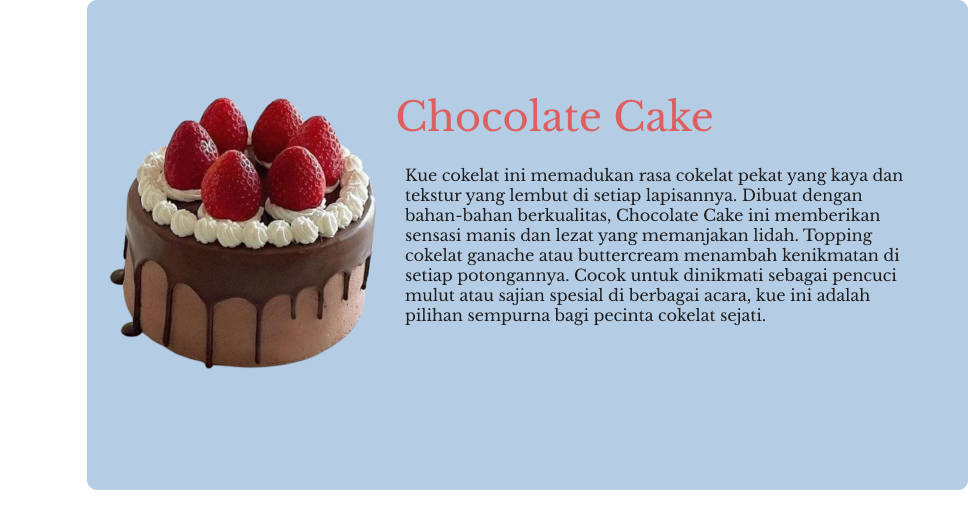 Chocolate Cake
Kue cokelat ini memadukan rasa cokelat pekat yang kaya dan
tekstur yang lembut di setiap lapisannya. Dibuat dengan
bahan-bahan berkualitas, Chocolate Cake ini memberikan
sensasi manis dan lezat yang memanjakan lidah. Topping
cokelat ganache atau buttercream menambah kenikmatan di
setiap potongannya. Cocok untuk dinikmati sebagai pencuci
mulut atau sajian spesial di berbagai acara, kue ini adalah
pilihan sempurna bagi pecinta cokelat sejati.